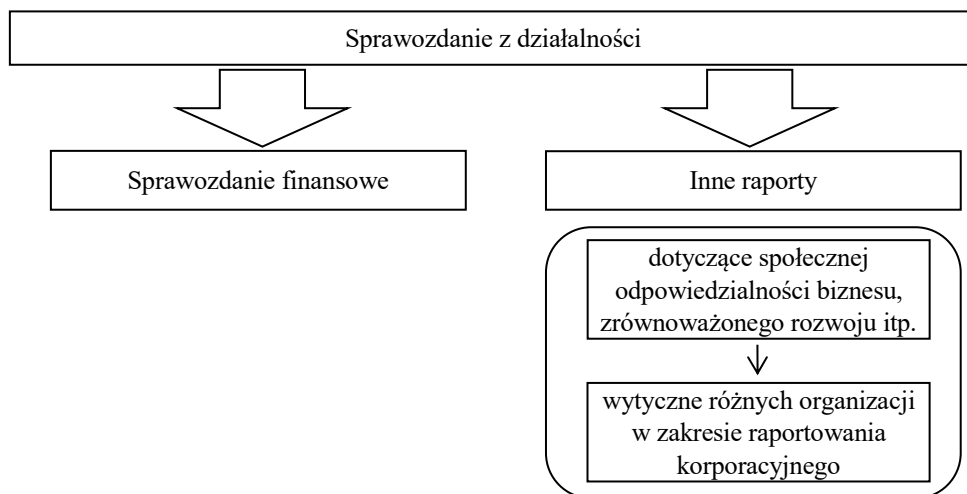 Sprawozdanie z działalności
Sprawozdanie finansowe
Inne raporty
dotyczące społecznej
odpowiedzialności biznesu,
zrównoważonego rozwoju itp.
wytyczne różnych organizacji
w zakresie raportowania
korporacyjnego